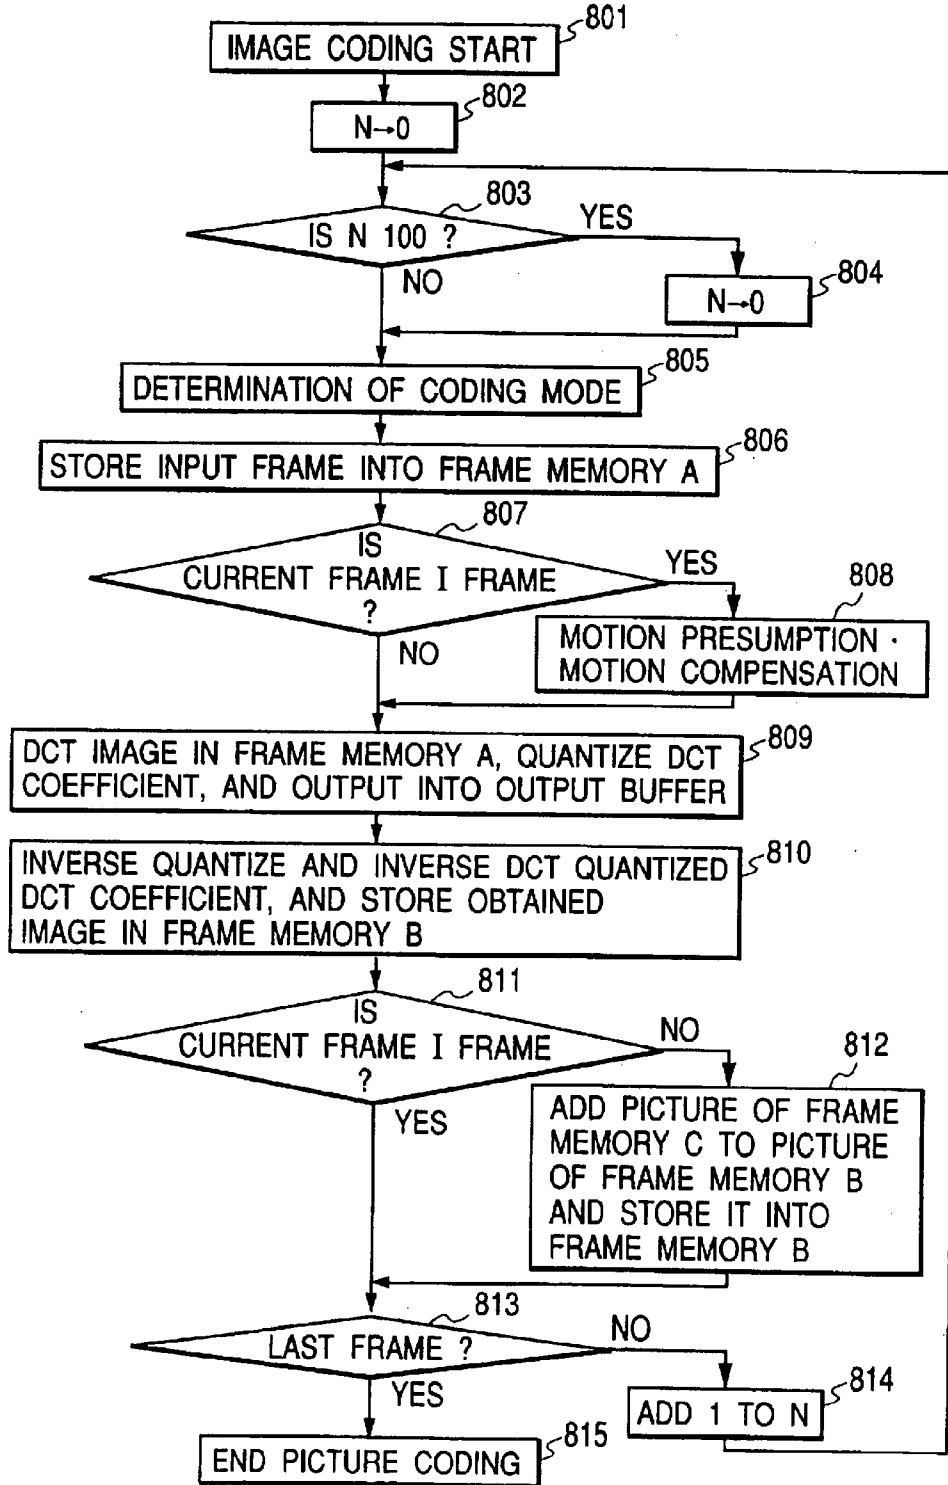 801
IMAGE CODING START
802
N→0
803
IS N 100 ?
YES
NO
804
N→0
805
DETERMINATION OF CODING MODE
806
STORE INPUT FRAME INTO FRAME MEMORY A
807
IS
CURRENT FRAME I FRAME
?
YES
NO
808
MOTION PRESUMPTION ·
MOTION COMPENSATION
809
DCT IMAGE IN FRAME MEMORY A, QUANTIZE DCT
COEFFICIENT, AND OUTPUT INTO OUTPUT BUFFER
810
INVERSE QUANTIZE AND INVERSE DCT QUANTIZED
DCT COEFFICIENT, AND STORE OBTAINED
IMAGE IN FRAME MEMORY B
811
IS
CURRENT FRAME I FRAME
?
NO
YES
812
ADD PICTURE OF FRAME
MEMORY C TO PICTURE
OF FRAME MEMORY B
AND STORE IT INTO
FRAME MEMORY B
813
LAST FRAME ?
NO
YES
814
ADD 1 TO N
815
END PICTURE CODING